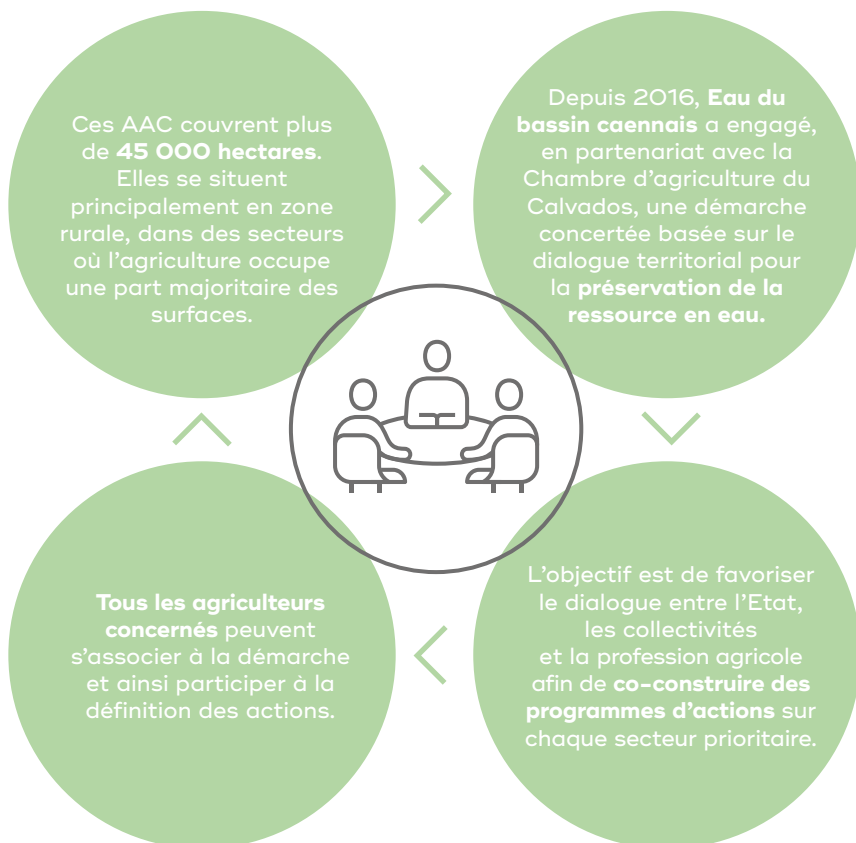 Ces AAC couvrent plus
de 45 000 hectares.
Elles se situent
principalement en zone
rurale, dans des secteurs
où l'agriculture occupe
une part majoritaire des
surfaces.
Depuis 2016, Eau du
bassin caennais a engagé,
en partenariat avec la
Chambre d'agriculture du
Calvados, une démarche
concertée basée sur le
dialogue territorial pour
la préservation de la
ressource en eau.
L'objectif est de favoriser
le dialogue entre l'Etat,
les collectivités
et la profession agricole
afin de co-construire des
programmes d'actions sur
chaque secteur prioritaire.
Tous les agriculteurs
concernés peuvent
s'associer à la démarche
et ainsi participer à la
définition des actions.